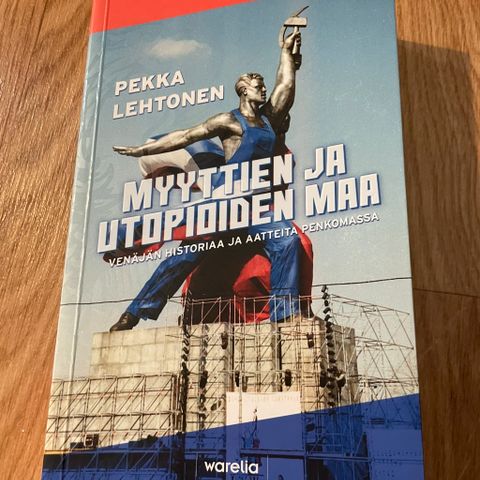 PEKKA
LEHTONEN
MYYTTIEN JA
UTOPIOIDEN MAA
VENÄJÄN HISTORIAA JA AATTEITA PENKOMASSA
warelia